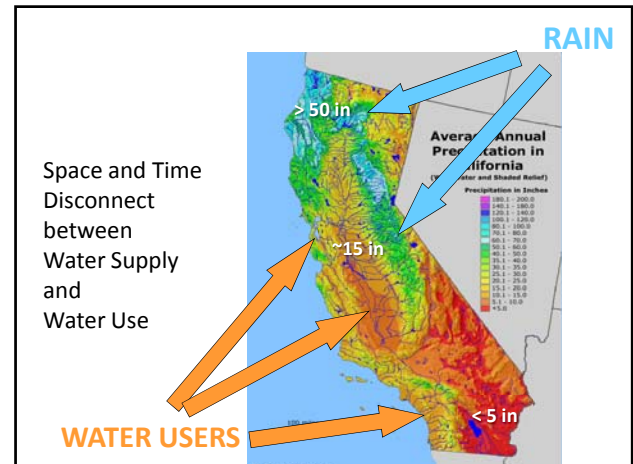 RAIN
> 50 in
Average Annual
Precipitation in
California
Precipitation in Inches
180.1 - 200.0
140.1 - 180.0
120.1 - 140.0
100.1 - 120.0
80.1 - 100.0
70.1 - 80.0
60.1 - 70.0
50.1 - 60.0
40.1 - 50.0
35.1 - 40.0
30.1 - 35.0
25.1 - 30.0
20.1 - 25.0
15.1 - 20.0
10.1 - 15.0
5.1 - 10.0
<5.0
Space and Time
Disconnect
between
Water Supply
and
Water Use
~15 in
< 5 in
WATER USERS